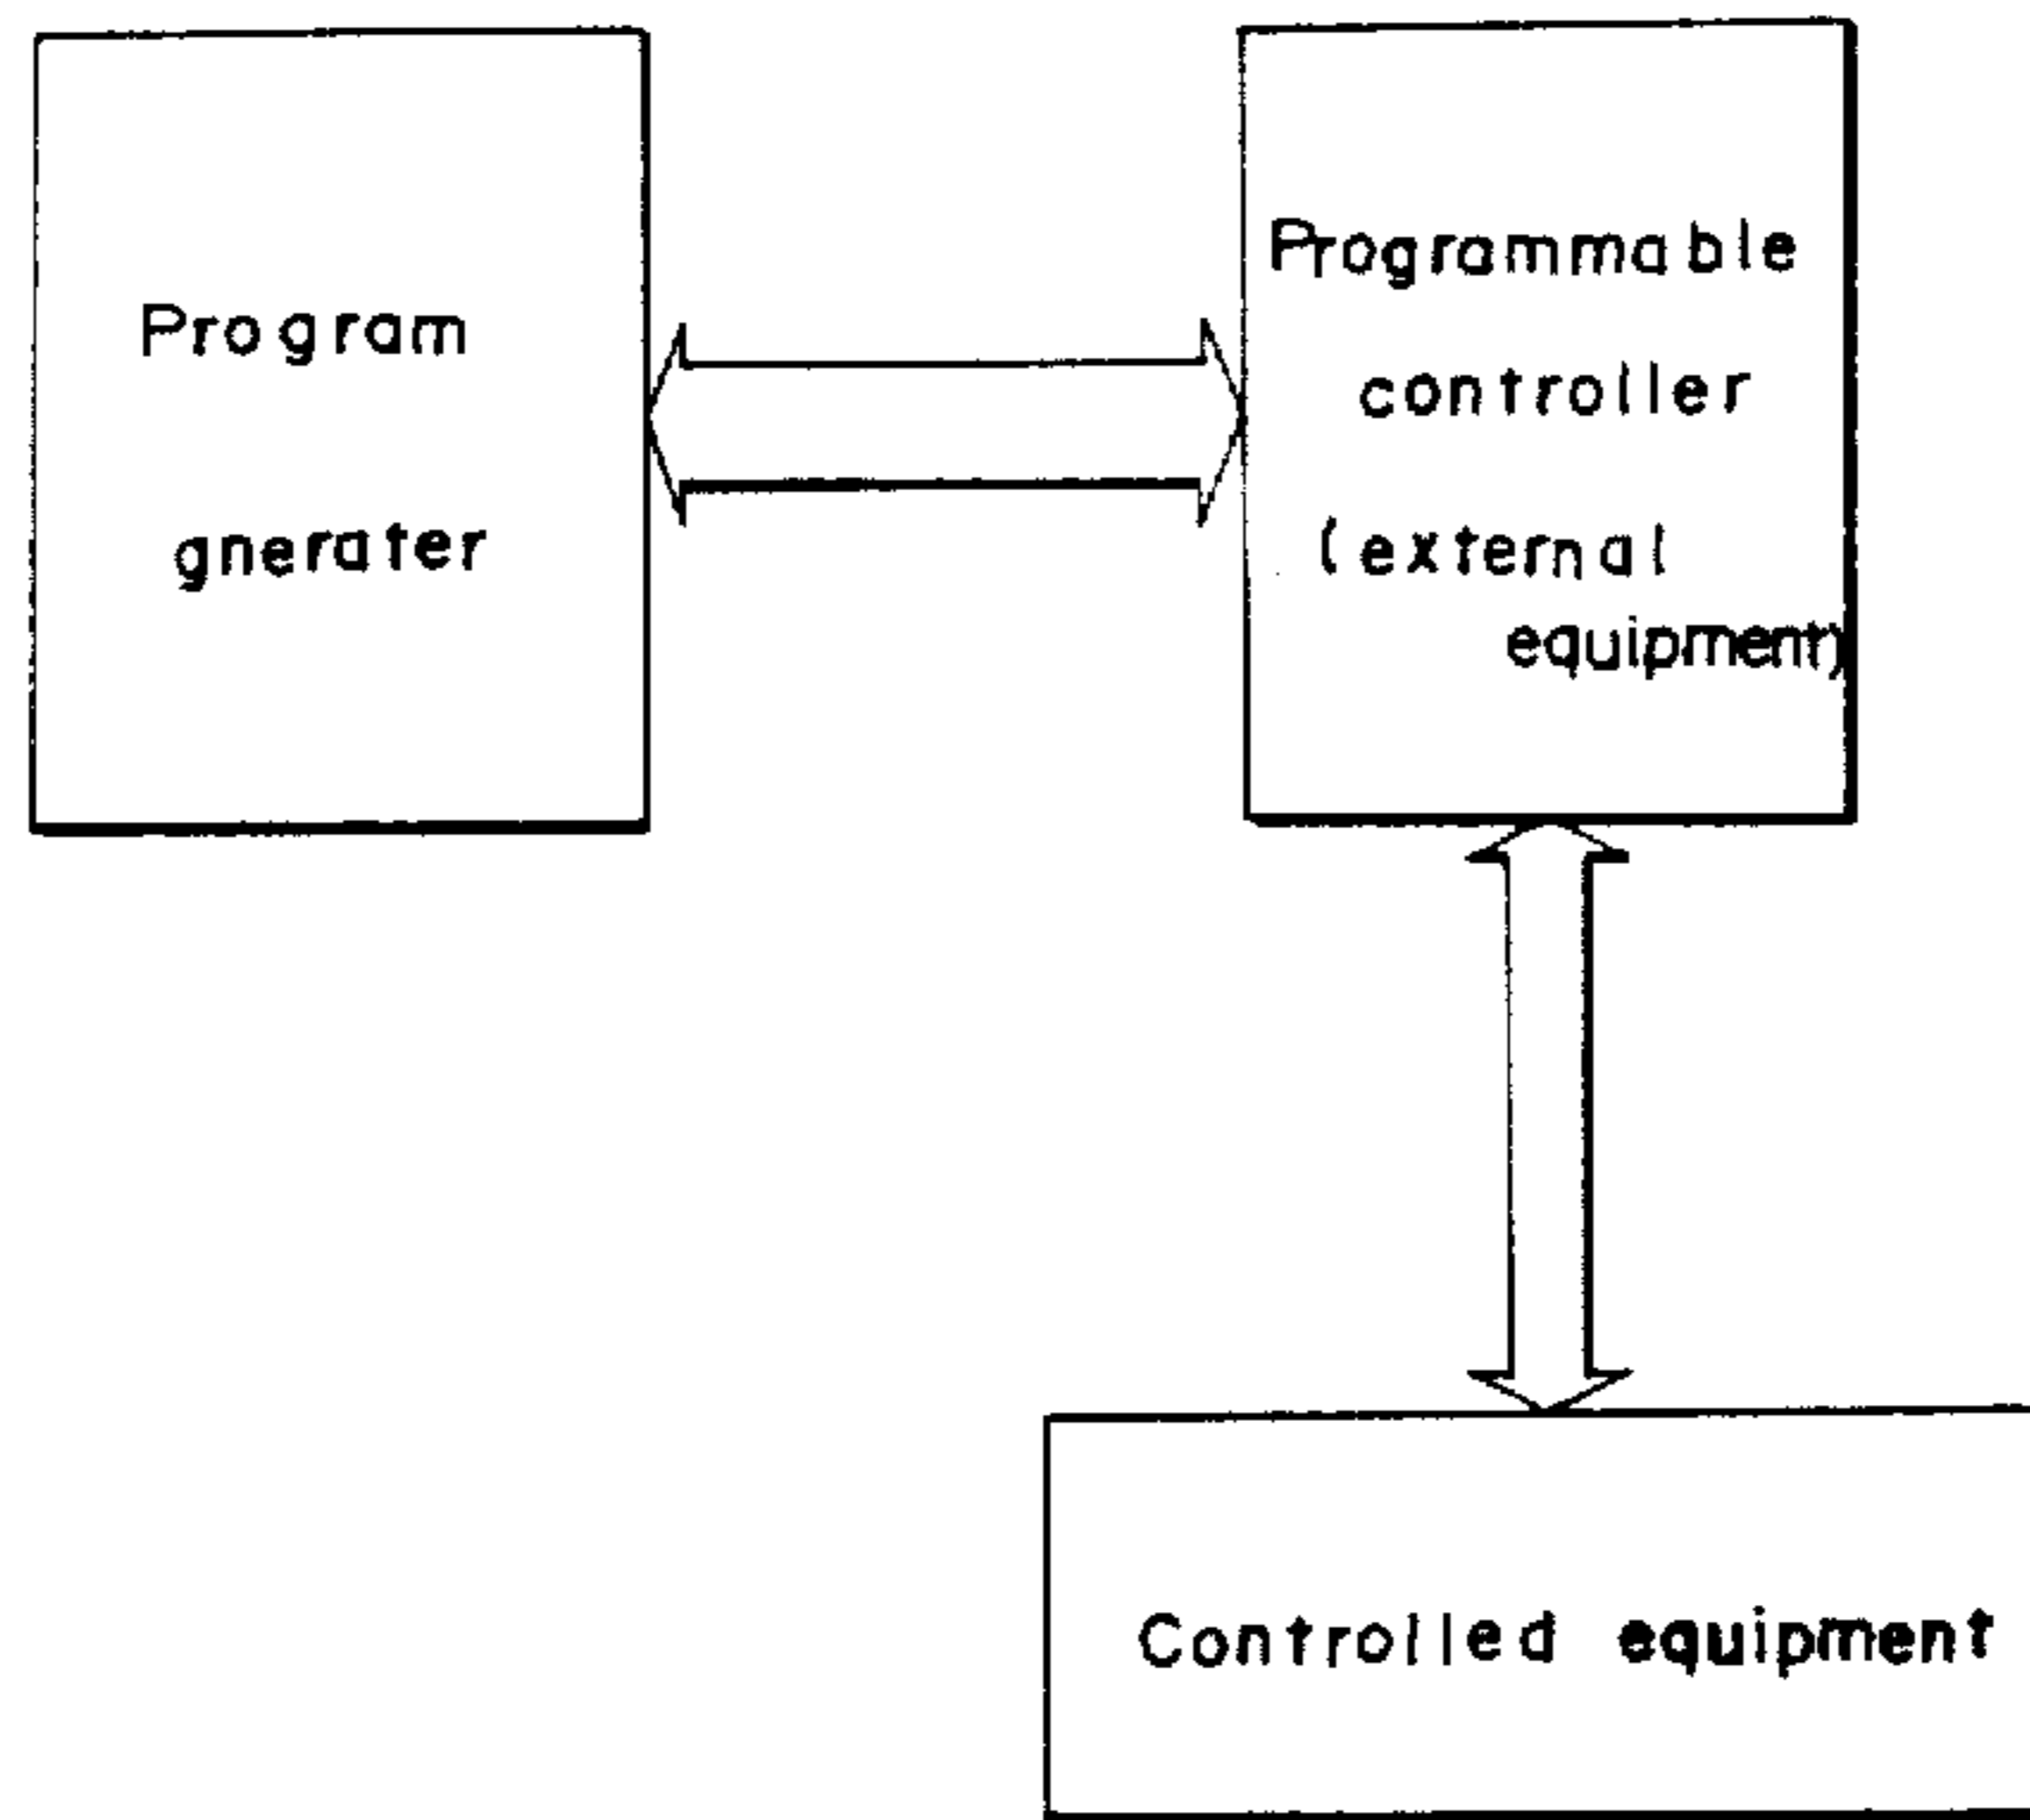 Program
gnerater
Programmable
controller
(external
equipment)
Controlled equipment